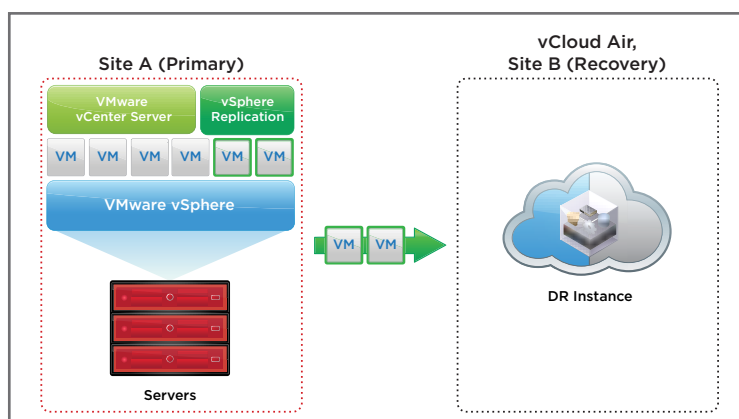 Site A (Primary)
VMware
vCenter Server
vSphere
Replication
VM VM VM VM VM VM
VMware vSphere
Servers
VM VM
vCloud Air,
Site B (Recovery)
DR Instance